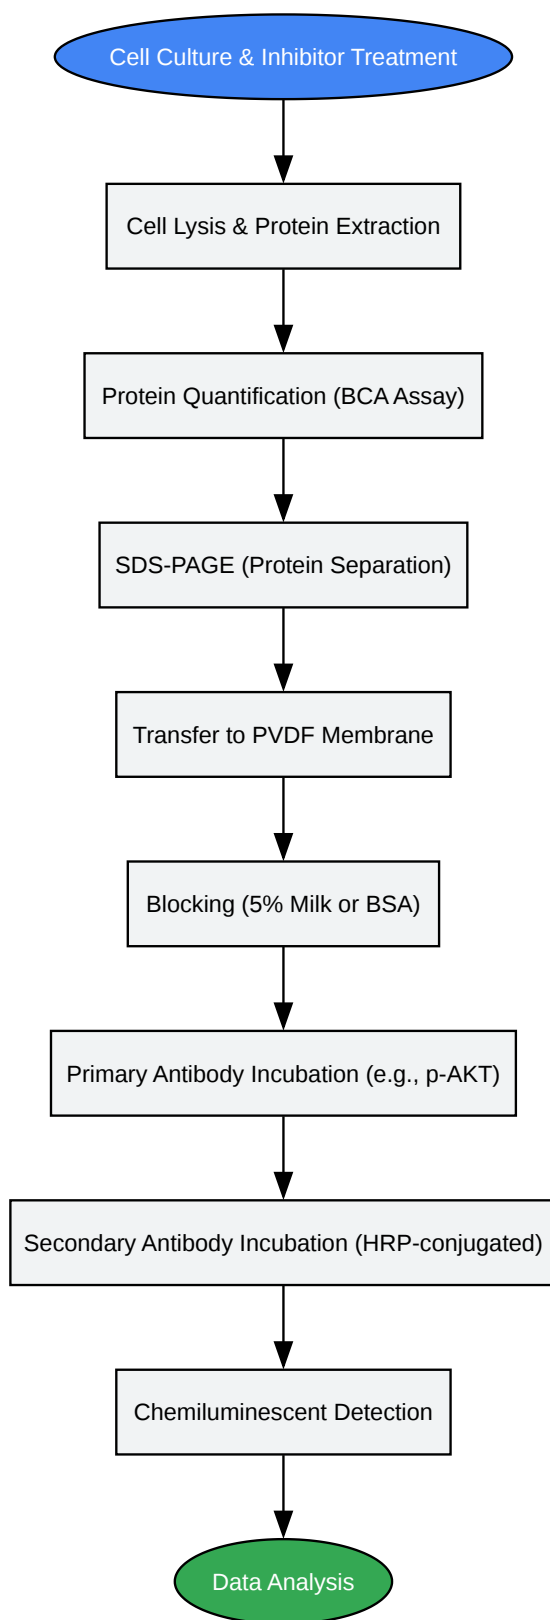 Cell Culture & Inhibitor Treatment
Cell Lysis & Protein Extraction
Protein Quantification (BCA Assay)
SDS-PAGE (Protein Separation)
Transfer to PVDF Membrane
Blocking (5% Milk or BSA)
Primary Antibody Incubation (e.g., p-AKT)
Secondary Antibody Incubation (HRP-conjugated)
Chemiluminescent Detection
Data Analysis